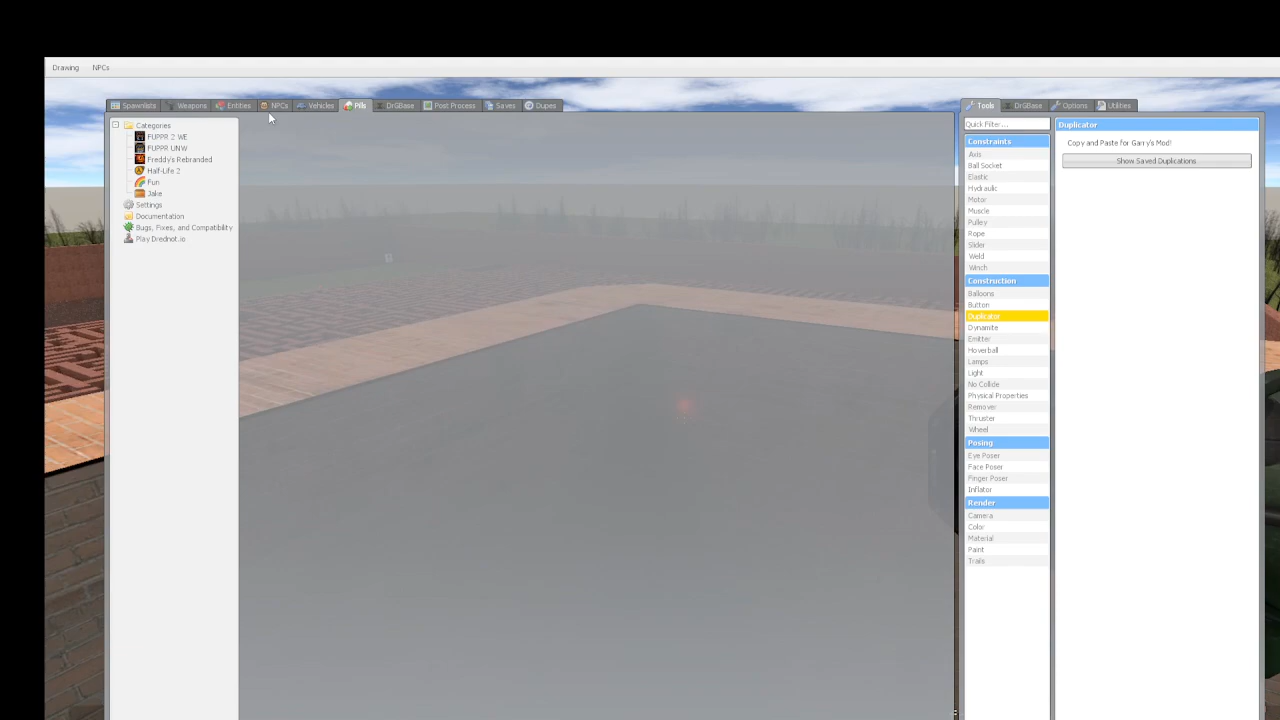 Drawing NPCs
Spawnlists Weapons Entities NPCs Vehicles Pills DrGBase Post Process Saves Dupes
Categories
FUPPR 2 WE
FUPPR UNW
Freddy's Rebranded
Half-Life 2
Fun
Jake
Settings
Documentation
Bugs, Fixes, and Compatibility
Play Drednot.io
Tools DrGBase Options Utilities
Quick Filter...
Constraints
Axis
Ball Socket
Elastic
Hydraulic
Motor
Muscle
Pulley
Rope
Slider
Weld
Winch
Construction
Balloons
Button
Duplicator
Dynamite
Emitter
Hoverball
Lamps
Light
No Collide
Physical Properties
Remover
Thruster
Wheel
Posing
Eye Poser
Face Poser
Finger Poser
Inflator
Render
Camera
Color
Material
Paint
Trails
Duplicator
Copy and Paste for Garry's Mod!
Show Saved Duplications